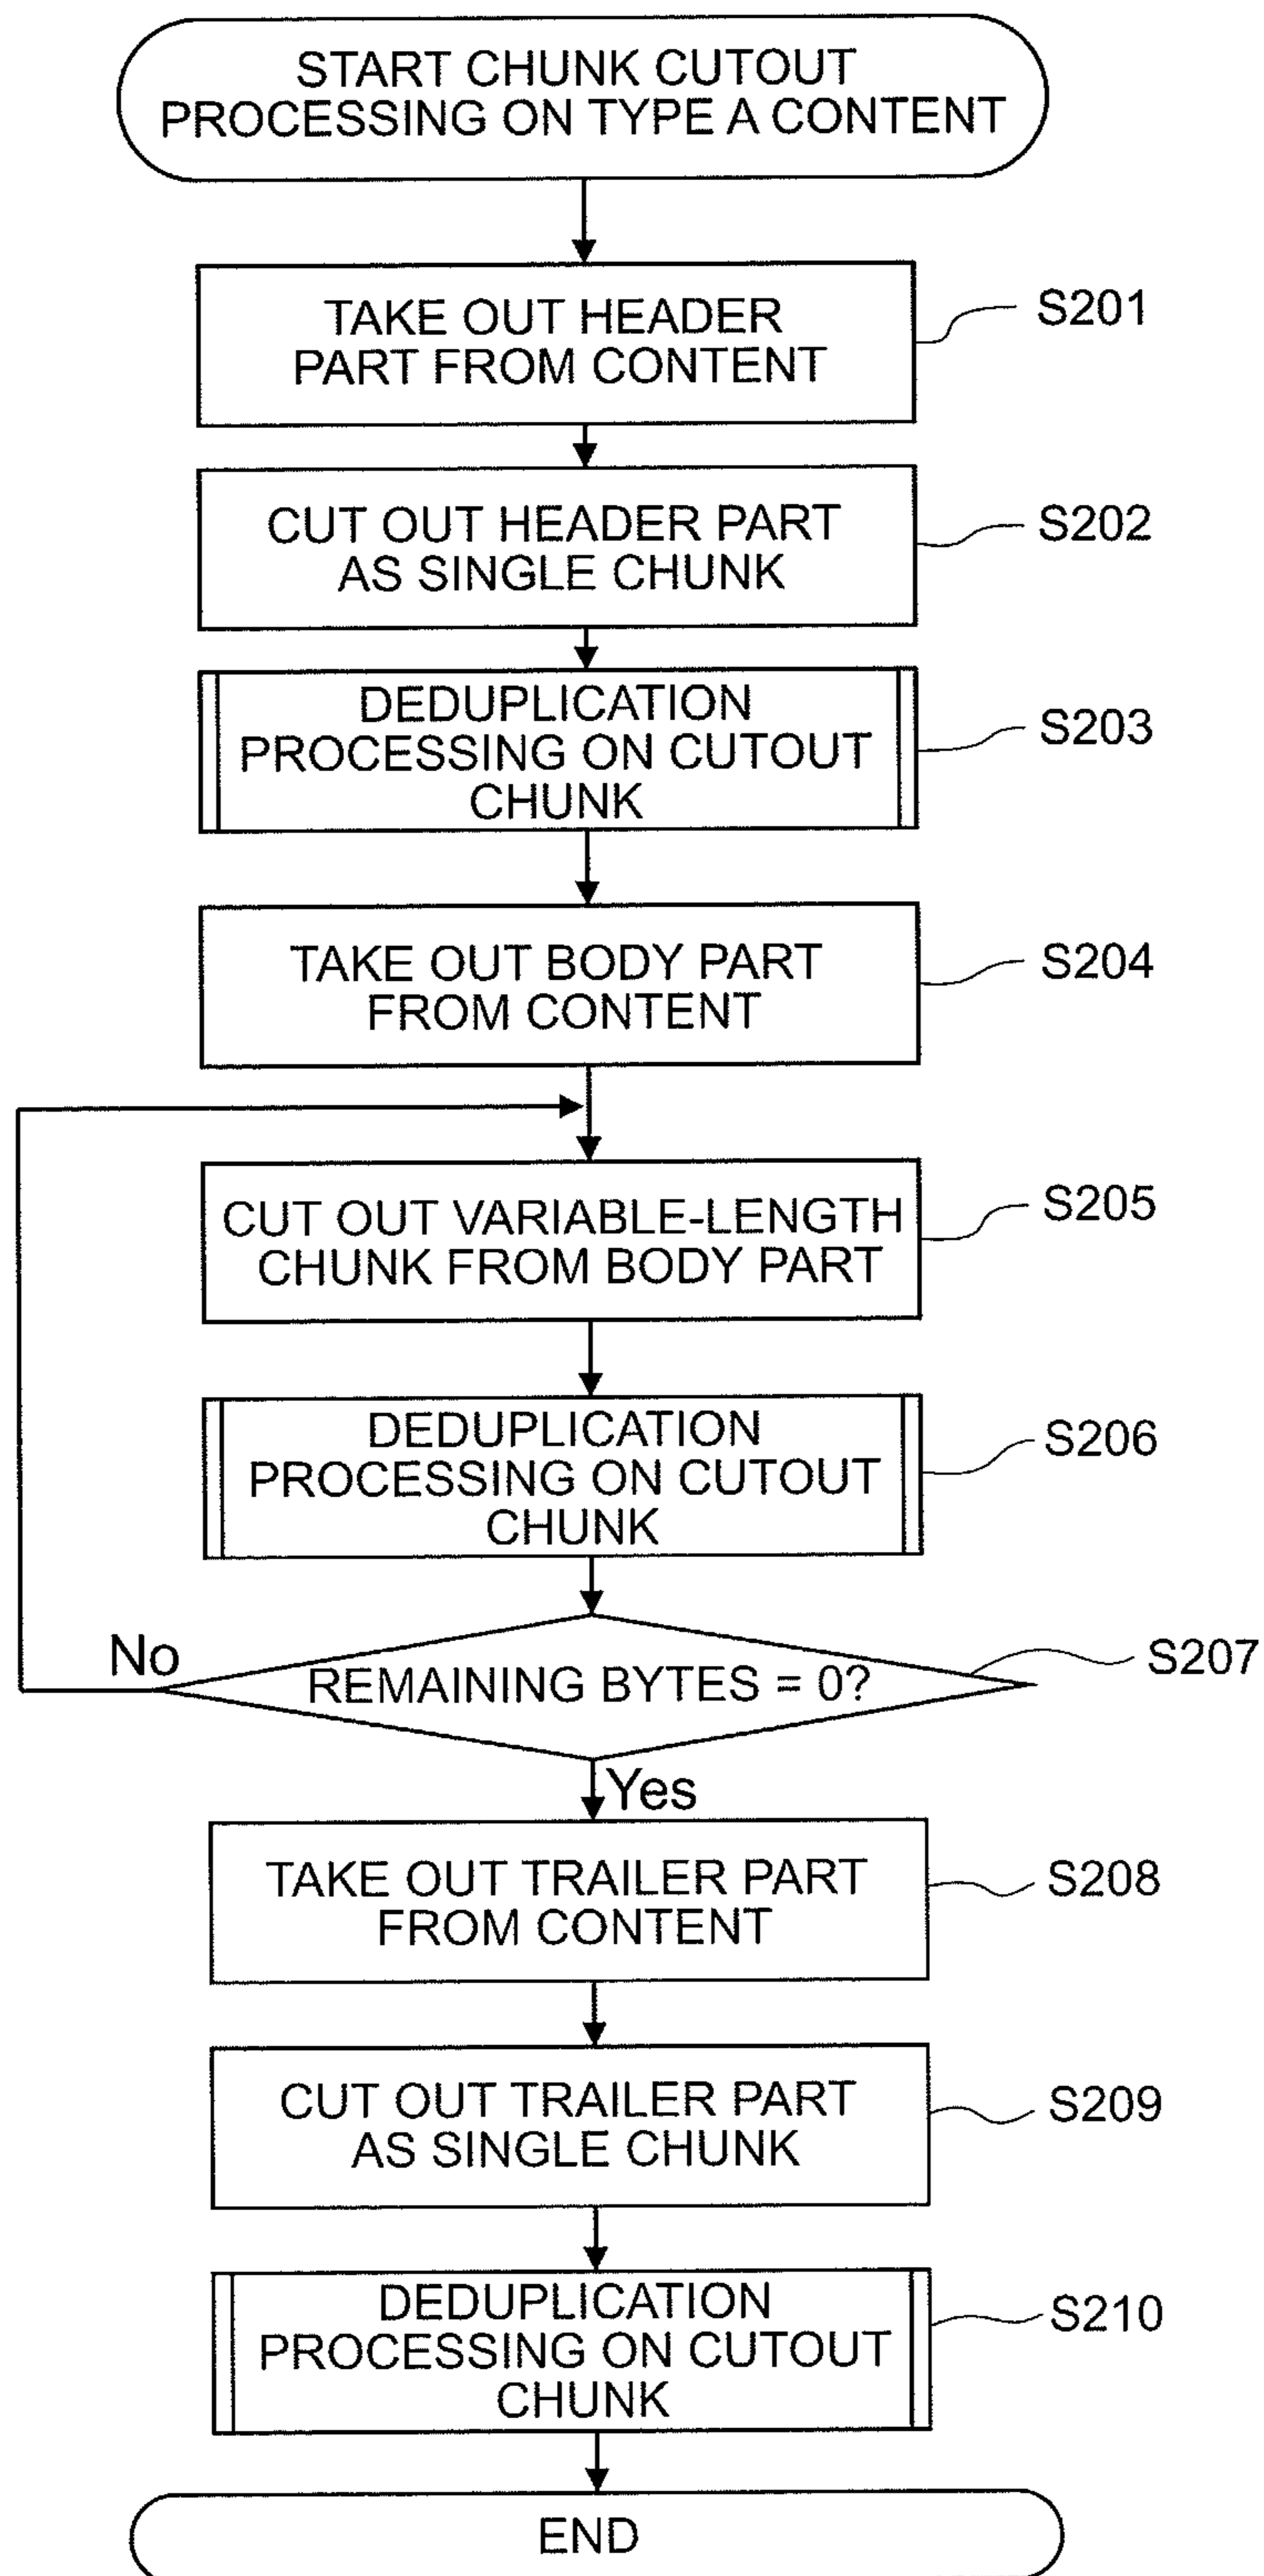 START CHUNK CUTOUT
PROCESSING ON TYPE A CONTENT
TAKE OUT HEADER
PART FROM CONTENT
S201
CUT OUT HEADER PART
AS SINGLE CHUNK
S202
DEDUPLICATION
PROCESSING ON CUTOUT
CHUNK
S203
TAKE OUT BODY PART
FROM CONTENT
S204
CUT OUT VARIABLE-LENGTH
CHUNK FROM BODY PART
S205
DEDUPLICATION
PROCESSING ON CUTOUT
CHUNK
S206
No
REMAINING BYTES = 0?
S207
Yes
TAKE OUT TRAILER PART
FROM CONTENT
S208
CUT OUT TRAILER PART
AS SINGLE CHUNK
S209
DEDUPLICATION
PROCESSING ON CUTOUT
CHUNK
S210
END